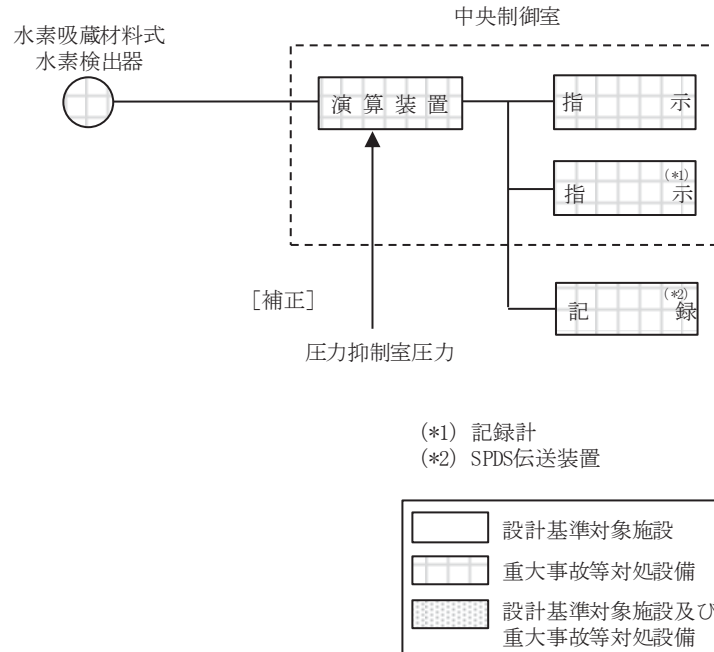 中央制御室
水素吸蔵材料式
水素検出器
演算装置
指示
指示(*1)
[補正]
記録(*2)
圧力抑制室圧力
(*1) 記録計
(*2) SPDS伝送装置
設計基準対象施設
重大事故等対処設備
設計基準対象施設及び
重大事故等対処設備